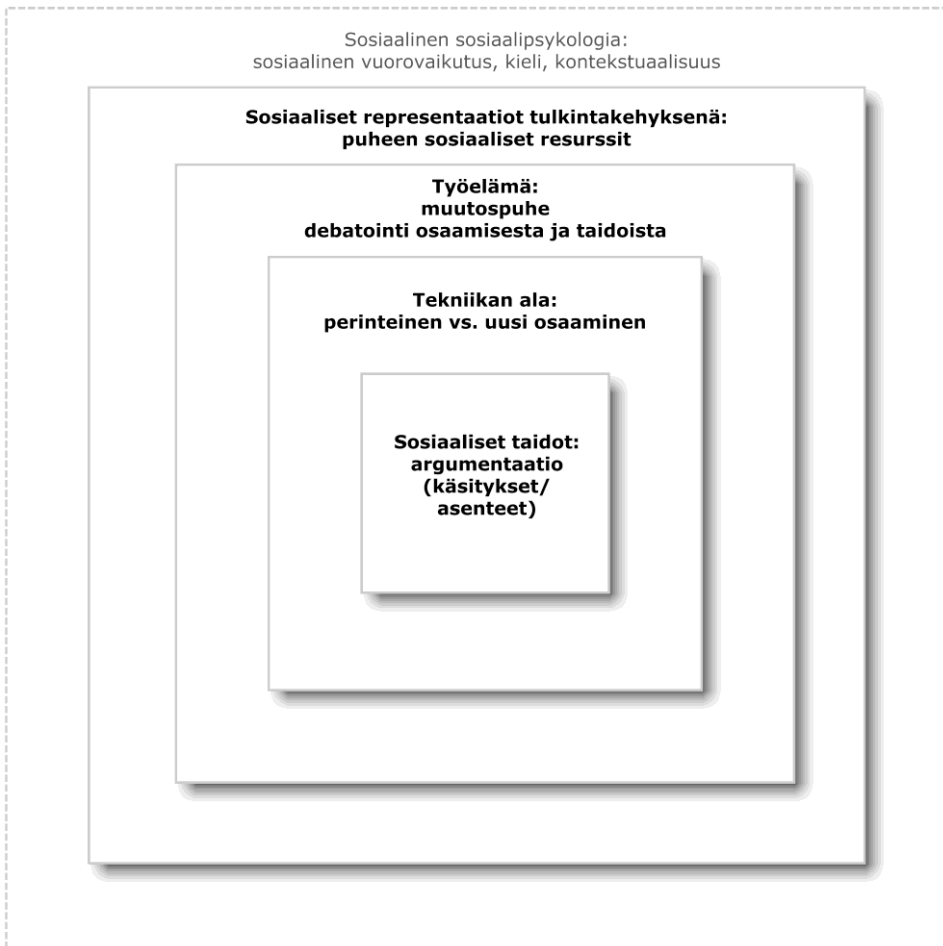 Sosiaalinen sosiaalipsykologia:
sosiaalinen vuorovaikutus, kieli, kontekstuaalisuus
Sosiaaliset representaatiot tulkintakehyksenä:
puheen sosiaaliset resurssit
Työelämä:
muutospuhe
debatointi osaamisesta ja taidoista
Tekniikan ala:
perinteinen vs. uusi osaaminen
Sosiaaliset taidot:
argumentaatio
(käsitykset/
asenteet)